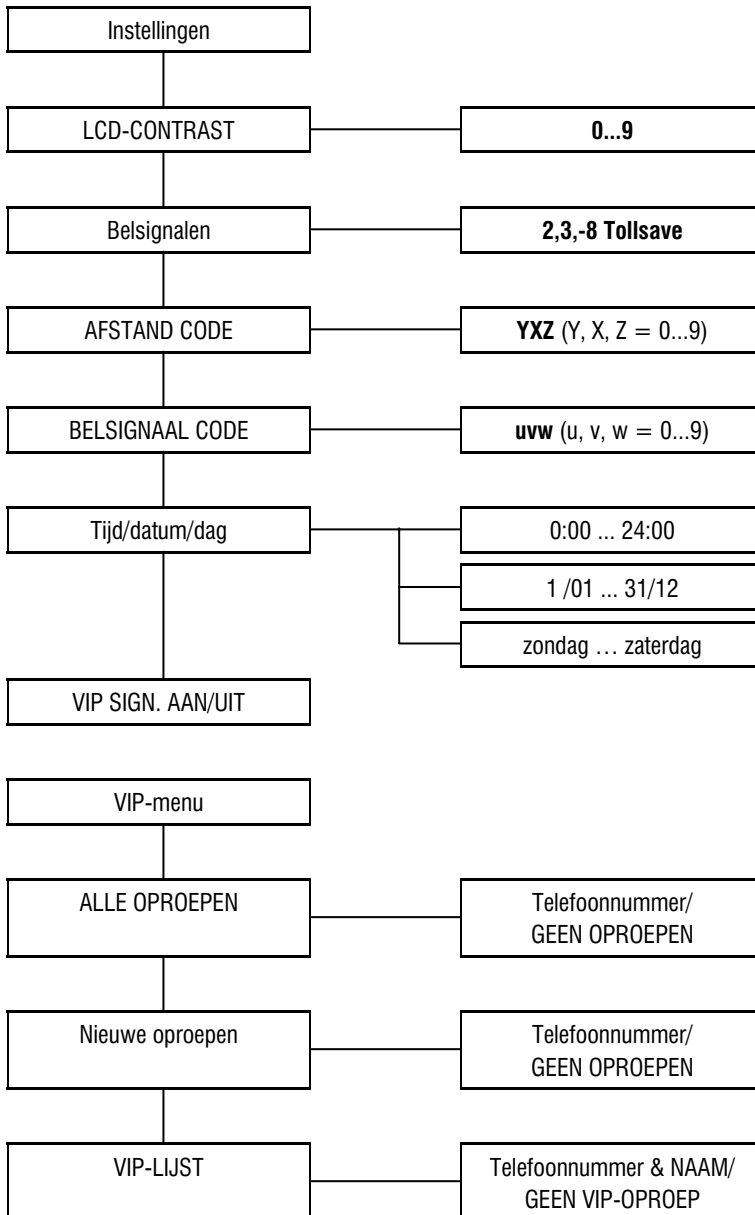 Instellingen
LCD-CONTRAST
0...9
Belsignalen
2,3,-8 Tollsave
AFSTAND CODE
YXZ (Y, X, Z = 0...9)
BELSIGNAAL CODE
uvw (u, v, w = 0...9)
Tijd/datum/dag
0:00 ... 24:00
1 /01 ... 31/12
zondag … zaterdag
VIP SIGN. AAN/UIT
VIP-menu
ALLE OPROEPEN
Telefoonnummer/
GEEN OPROEPEN
Nieuwe oproepen
Telefoonnummer/
GEEN OPROEPEN
VIP-LIJST
Telefoonnummer & NAAM/
GEEN VIP-OPROEP